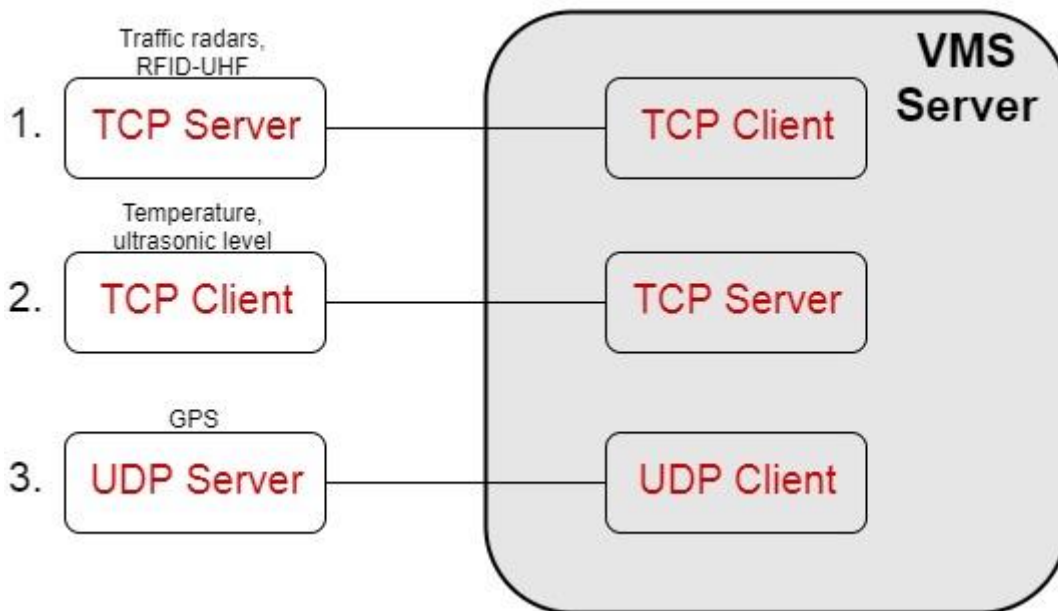 Traffic radars,
RFID-UHF
VMS
Server
1.
TCP Server
TCP Client
Temperature,
ultrasonic level
2.
TCP Client
TCP Server
GPS
3.
UDP Server
UDP Client